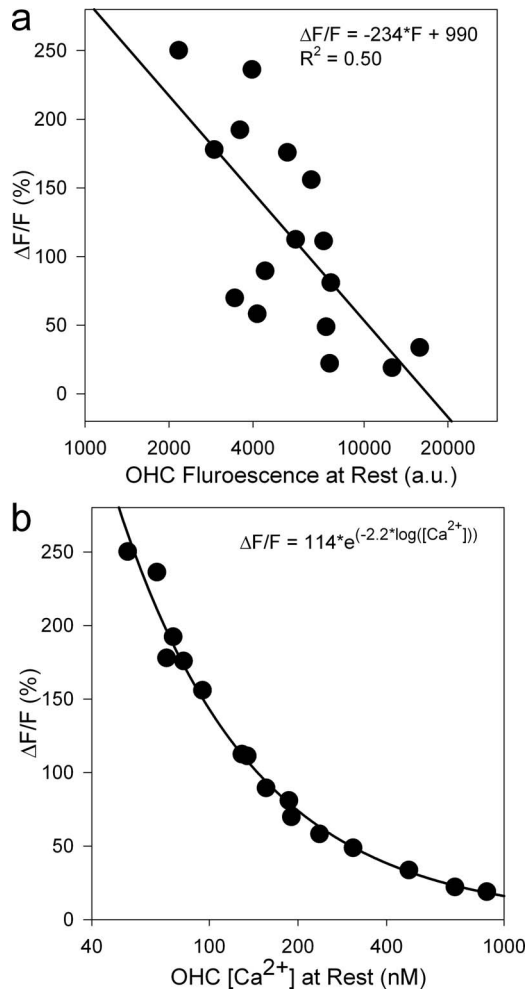 a
ΔF/F = -234*F + 990
R² = 0.50
250
200
150
100
50
0
ΔF/F (%)
1000 2000 4000 10000 20000
OHC Fluroescence at Rest (a.u.)
b
ΔF/F = 114*e^(-2.2*log([Ca²⁺]))
250
200
150
100
50
0
ΔF/F (%)
40 100 200 400 1000
OHC [Ca²⁺] at Rest (nM)